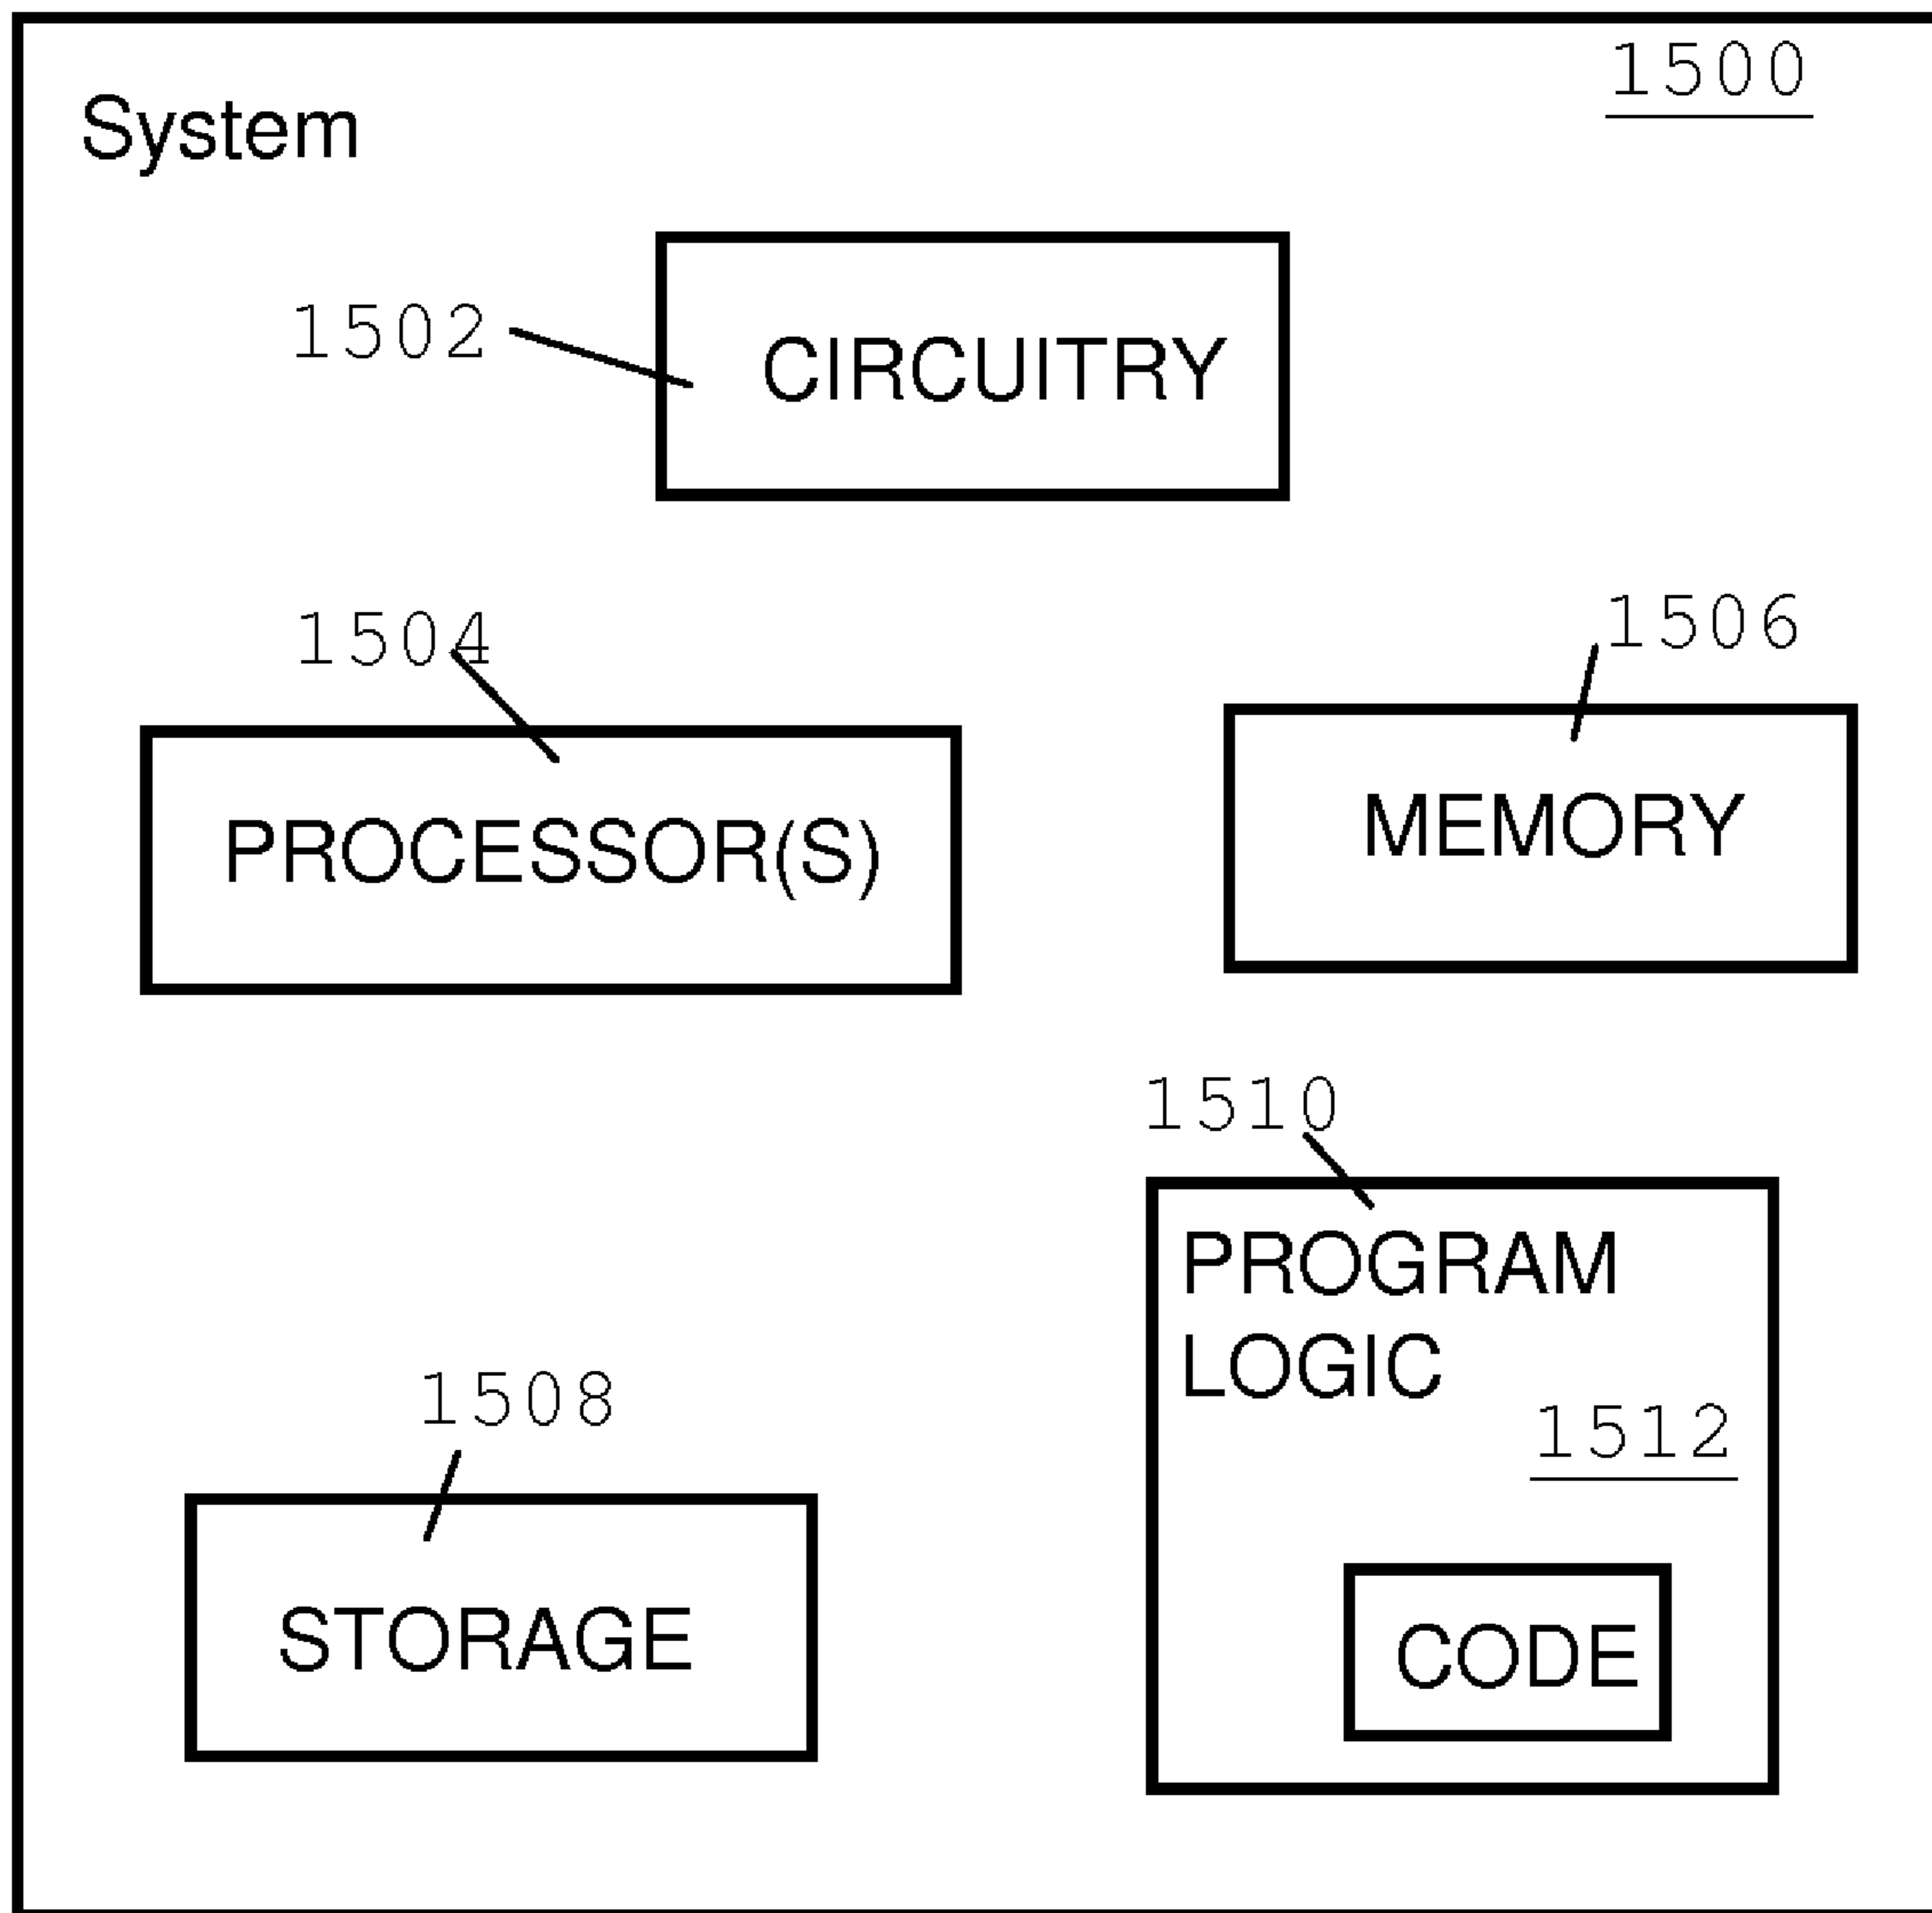 1500
System
1502
CIRCUITRY
1504
1506
PROCESSOR(S)
MEMORY
1510
PROGRAM
LOGIC
1508
1512
STORAGE
CODE